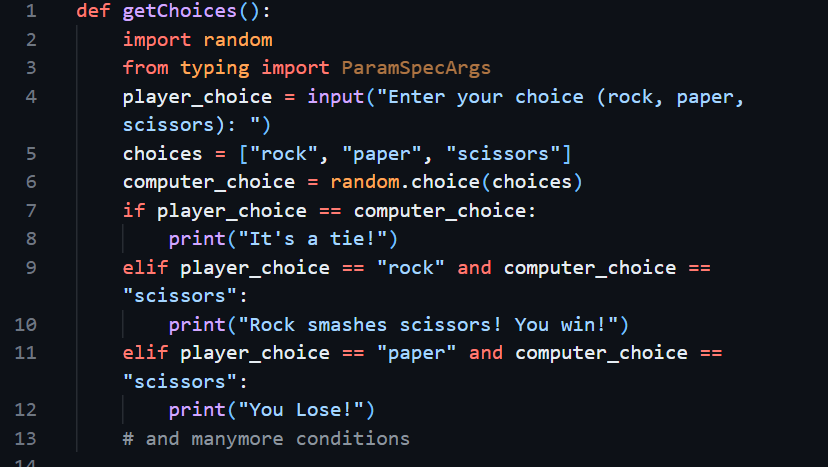 1 def getChoices():
2     import random
3     from typing import ParamSpecArgs
4     player_choice = input("Enter your choice (rock, paper,
    scissors): ")
5     choices = ["rock", "paper", "scissors"]
6     computer_choice = random.choice(choices)
7     if player_choice == computer_choice:
8         print("It's a tie!")
9     elif player_choice == "rock" and computer_choice ==
    "scissors":
10         print("Rock smashes scissors! You win!")
11     elif player_choice == "paper" and computer_choice ==
    "scissors":
12         print("You Lose!")
13     # and manymore conditions
14